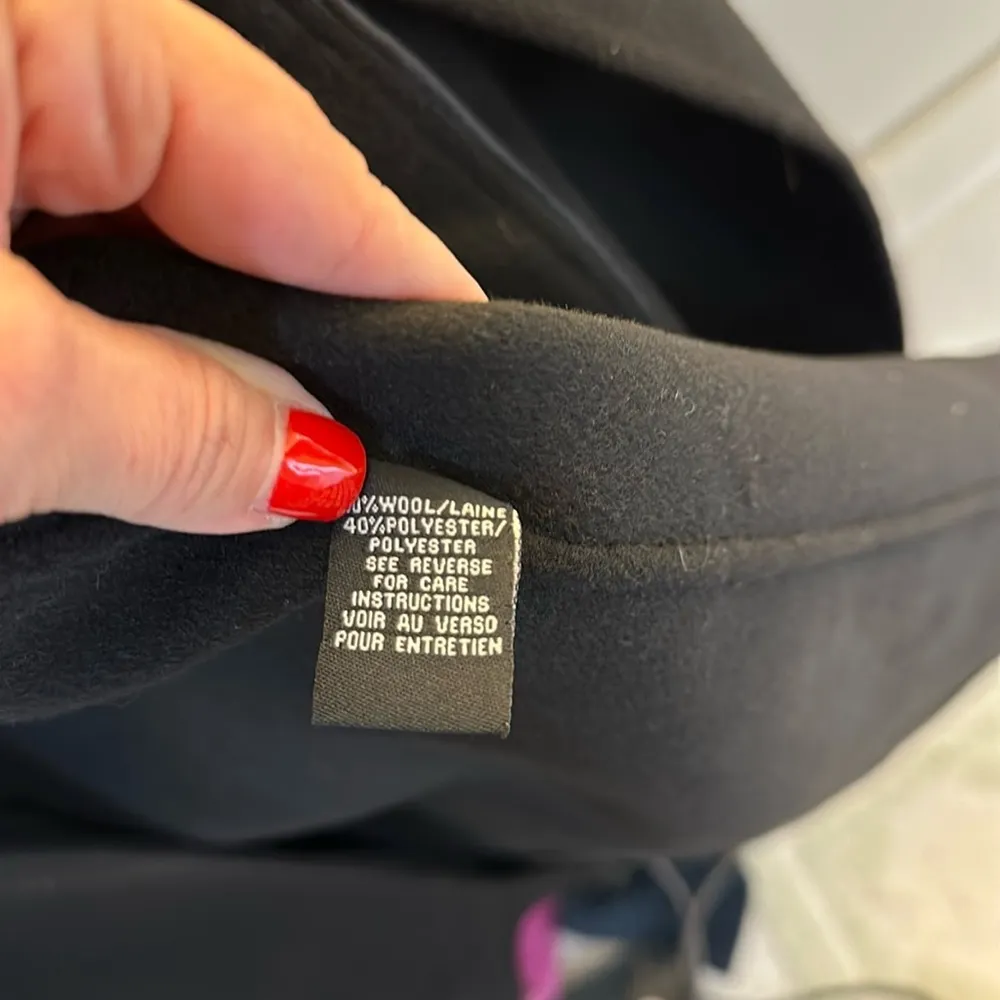 0%WOOL/LAINE
40%POLYESTER/
POLYESTER
SEE REVERSE
FOR CARE
INSTRUCTIONS
VOIR AU VERSO
POUR ENTRETIEN